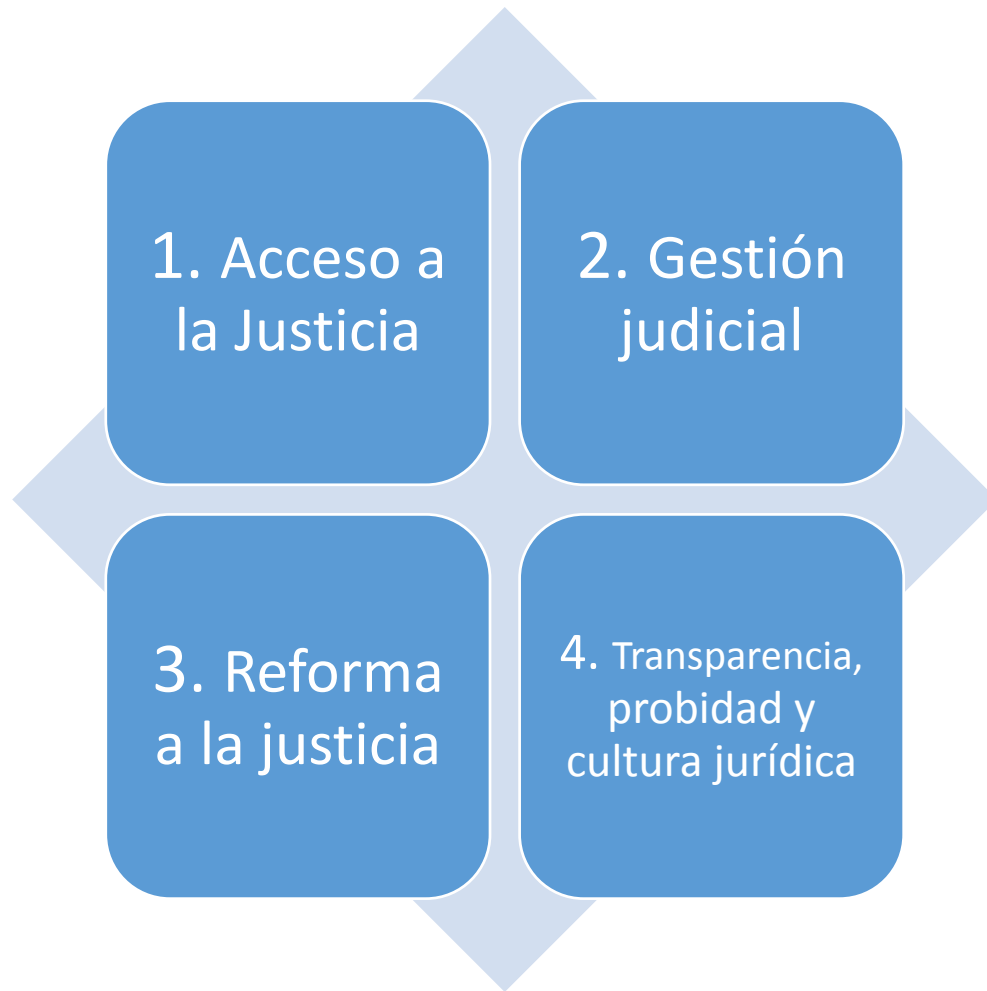 1. Acceso a
la Justicia
2. Gestión
judicial
3. Reforma
a la justicia
4. Transparencia,
probidad y
cultura jurídica